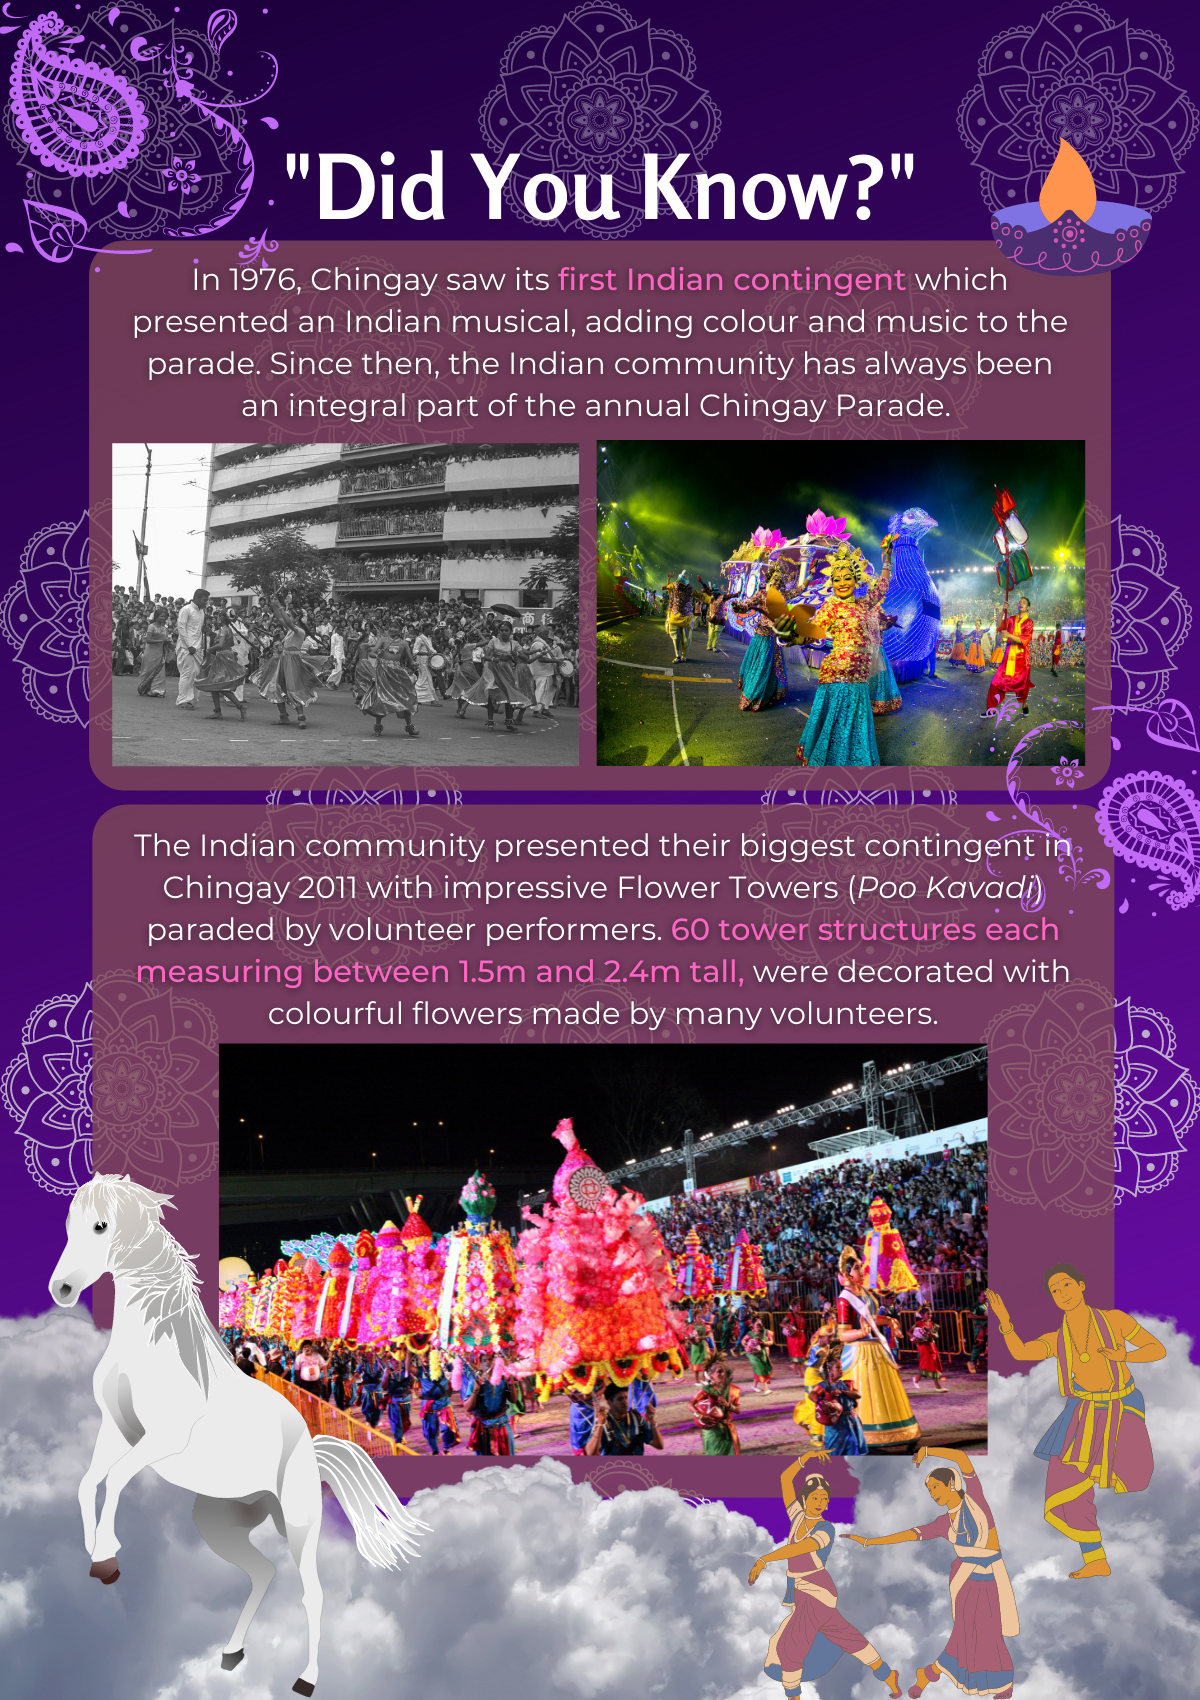 "Did You Know?"
In 1976, Chingay saw its first Indian contingent which
presented an Indian musical, adding colour and music to the
parade. Since then, the Indian community has always been
an integral part of the annual Chingay Parade.
The Indian community presented their biggest contingent in
Chingay 2011 with impressive Flower Towers (Poo Kavadi)
paraded by volunteer performers. 60 tower structures each
measuring between 1.5m and 2.4m tall, were decorated with
colourful flowers made by many volunteers.